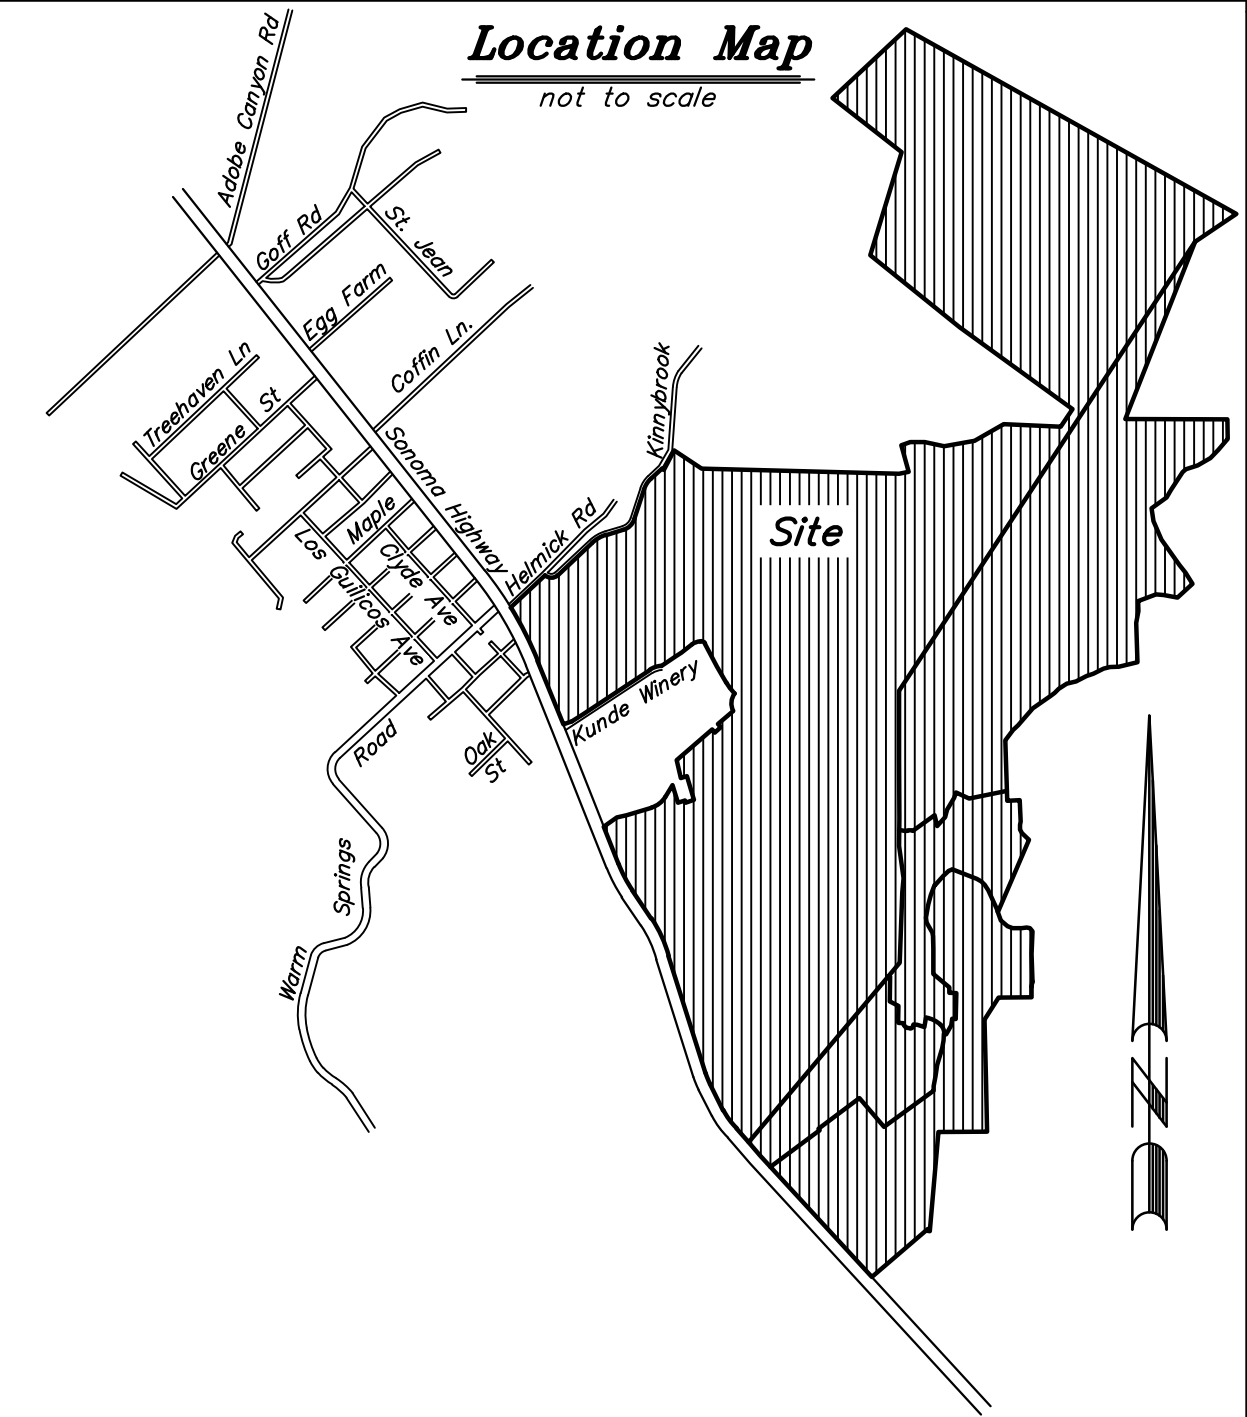 Location Map
not to scale
Adobe Canyon Rd
Goff Rd
St. Jean
Egg Farm
Coffin Ln.
Treehaven Ln
Greene St
Kinnybrook
Sonoma Highway
Maple
Helmick Rd
Site
Los Guilicos Ave
Clyde Ave
Kunde Winery
Oak
St
Warm Springs Road
N